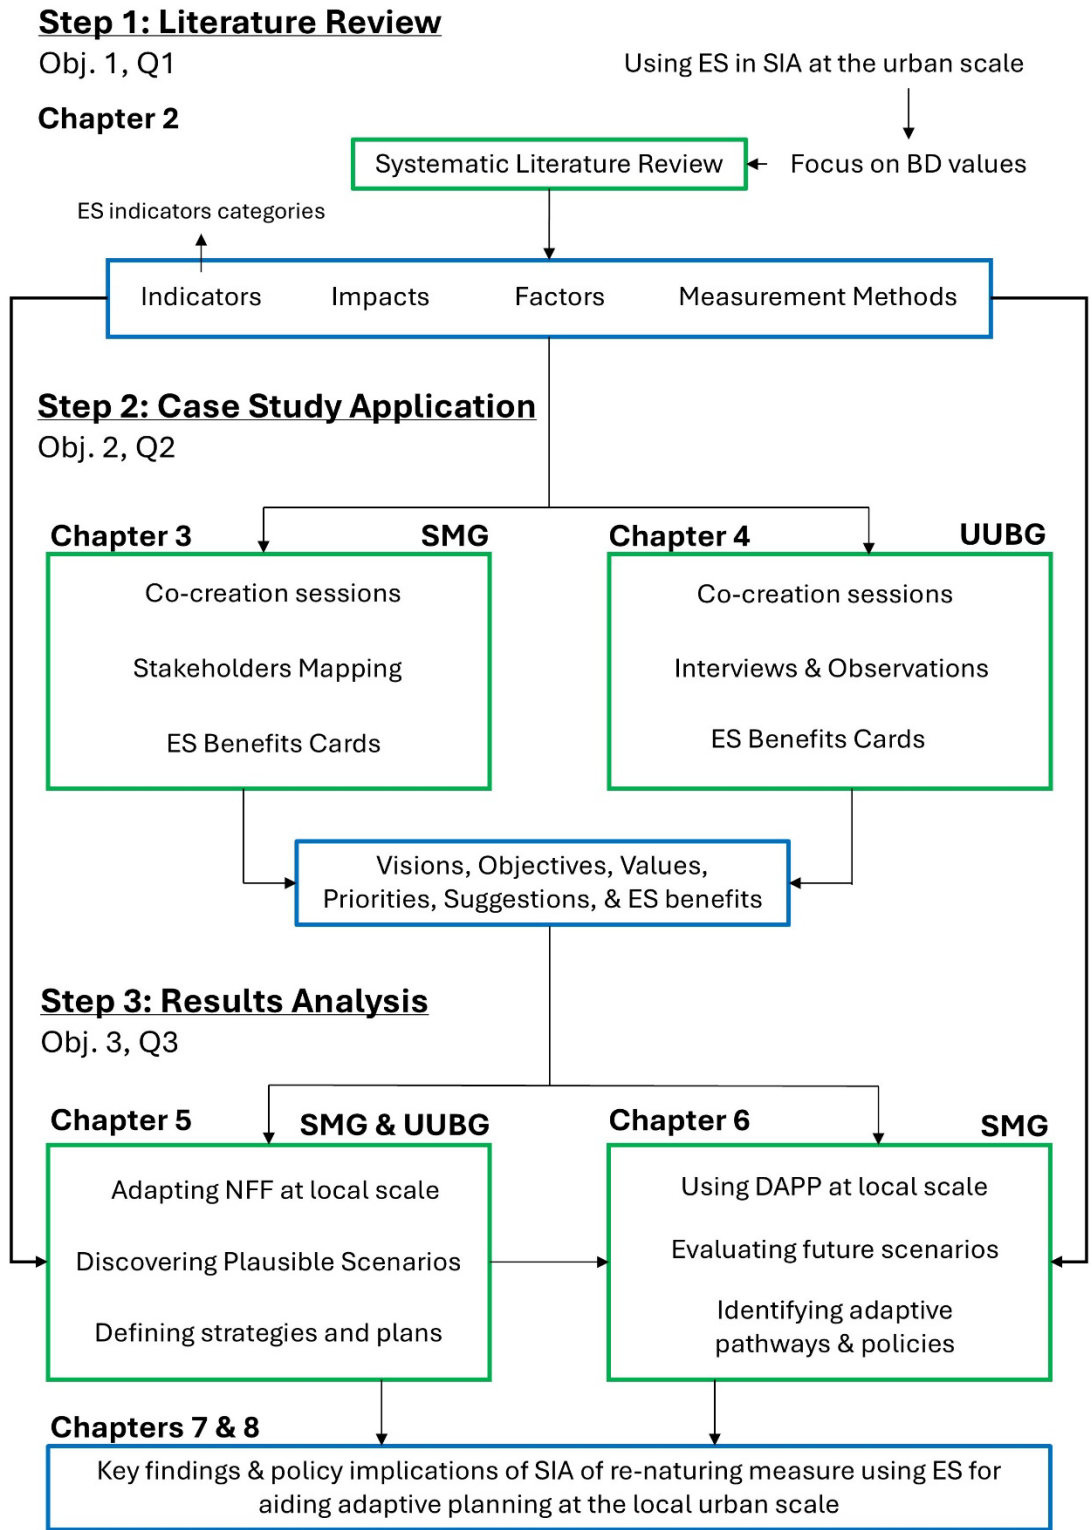 Step 1: Literature Review
Obj. 1, Q1
Using ES in SIA at the urban scale
Chapter 2
Systematic Literature Review
Focus on BD values
ES indicators categories
Indicators Impacts Factors Measurement Methods
Step 2: Case Study Application
Obj. 2, Q2
Chapter 3 SMG
Co-creation sessions
Stakeholders Mapping
ES Benefits Cards
Chapter 4 UUBG
Co-creation sessions
Interviews & Observations
ES Benefits Cards
Visions, Objectives, Values,
Priorities, Suggestions, & ES benefits
Step 3: Results Analysis
Obj. 3, Q3
Chapter 5 SMG & UUBG
Adapting NFF at local scale
Discovering Plausible Scenarios
Defining strategies and plans
Chapter 6 SMG
Using DAPP at local scale
Evaluating future scenarios
Identifying adaptive
pathways & policies
Chapters 7 & 8
Key findings & policy implications of SIA of re-naturing measure using ES for
aiding adaptive planning at the local urban scale